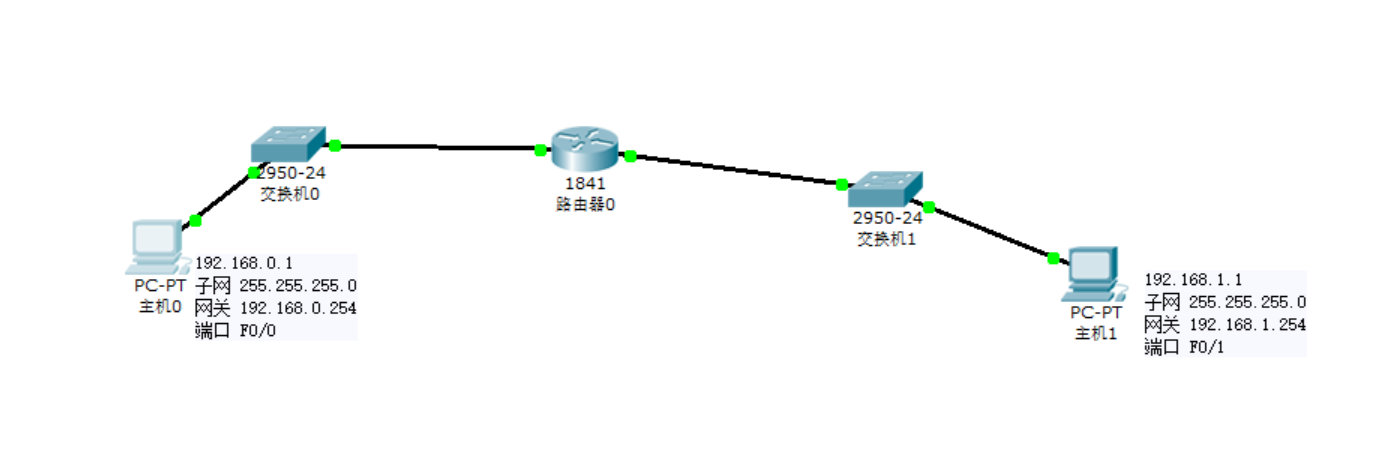 2950-24
交换机0
1841
路由器0
2950-24
交换机1
PC-PT
主机0
192.168.0.1
子网 255.255.255.0
网关 192.168.0.254
端口 F0/0
PC-PT
主机1
192.168.1.1
子网 255.255.255.0
网关 192.168.1.254
端口 F0/1